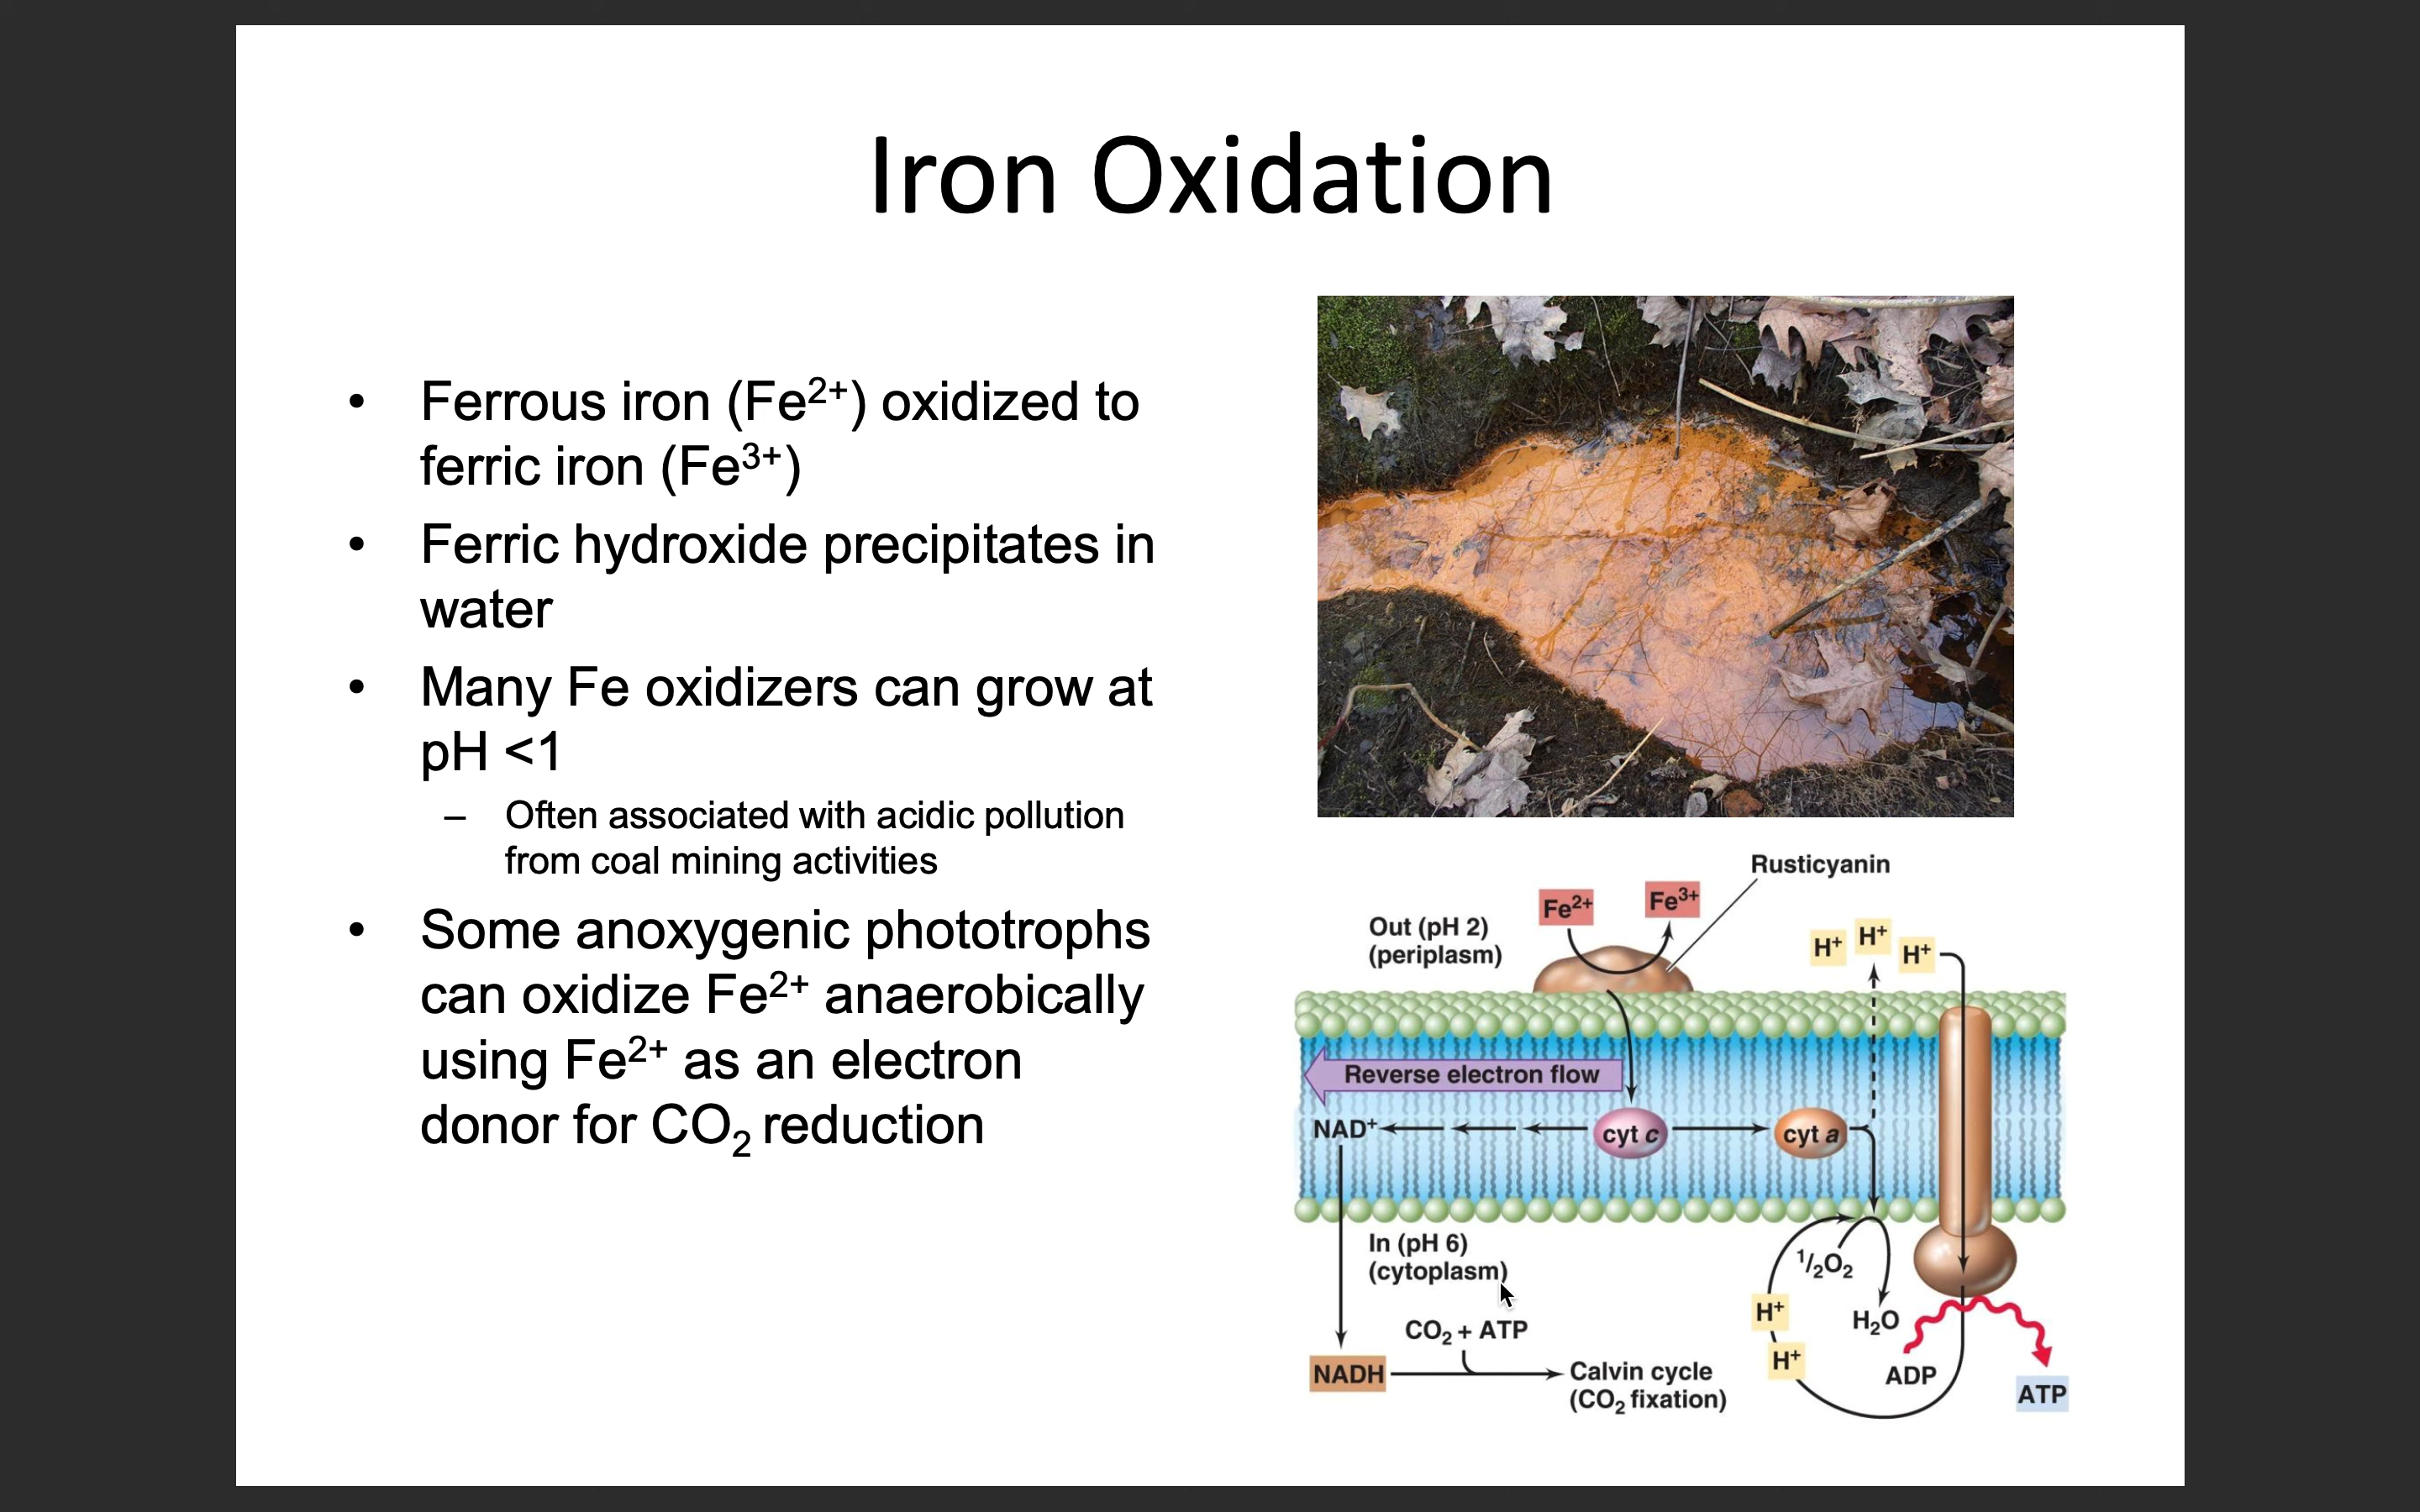 Iron Oxidation
• Ferrous iron (Fe²⁺) oxidized to
ferric iron (Fe³⁺)
• Ferric hydroxide precipitates in
water
• Many Fe oxidizers can grow at
pH <1
– Often associated with acidic pollution
from coal mining activities
• Some anoxygenic phototrophs
can oxidize Fe²⁺ anaerobically
using Fe²⁺ as an electron
donor for CO₂ reduction
Rusticyanin
Fe²⁺
Fe³⁺
Out (pH 2)
(periplasm)
H⁺
H⁺
H⁺
Reverse electron flow
NAD⁺
cyt c
cyt a
In (pH 6)
(cytoplasm)
½O₂
H⁺
H₂O
H⁺
CO₂ + ATP
NADH
Calvin cycle
(CO₂ fixation)
ADP
ATP